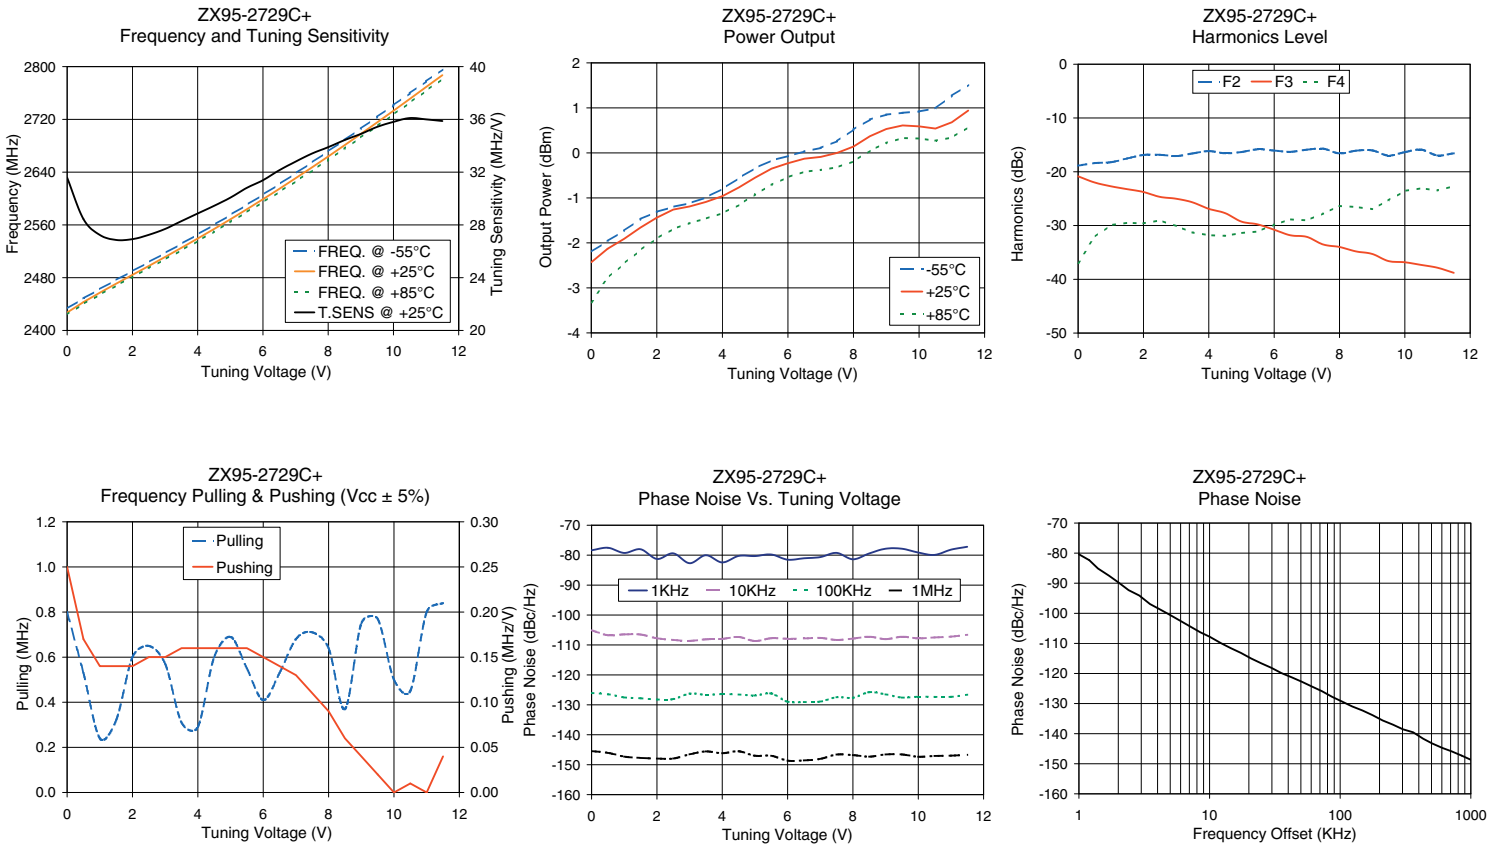 ZX95-2729C+
Frequency and Tuning Sensitivity
2800
2720
2640
2560
2480
2400
40
36
32
28
24
20
0 2 4 6 8 10 12
Frequency (MHz)
Tuning Sensitivity (MHz/V)
Tuning Voltage (V)
FREQ. @ -55°C
FREQ. @ +25°C
FREQ. @ +85°C
T.SENS @ +25°C
ZX95-2729C+
Power Output
2
1
0
-1
-2
-3
-4
0 2 4 6 8 10 12
Output Power (dBm)
Tuning Voltage (V)
-55°C
+25°C
+85°C
ZX95-2729C+
Harmonics Level
0
-10
-20
-30
-40
-50
0 2 4 6 8 10 12
Harmonics (dBc)
Tuning Voltage (V)
F2 F3 F4
ZX95-2729C+
Frequency Pulling & Pushing (Vcc ± 5%)
1.2
1.0
0.8
0.6
0.4
0.2
0.0
0.30
0.25
0.20
0.15
0.10
0.05
0.00
0 2 4 6 8 10 12
Pulling (MHz)
Pushing (MHz/V)
Tuning Voltage (V)
Pulling
Pushing
ZX95-2729C+
Phase Noise Vs. Tuning Voltage
-70
-80
-90
-100
-110
-120
-130
-140
-150
-160
0 2 4 6 8 10 12
Phase Noise (dBc/Hz)
Tuning Voltage (V)
1KHz 10KHz 100KHz 1MHz
ZX95-2729C+
Phase Noise
-70
-80
-90
-100
-110
-120
-130
-140
-150
-160
1 10 100 1000
Phase Noise (dBc/Hz)
Frequency Offset (KHz)